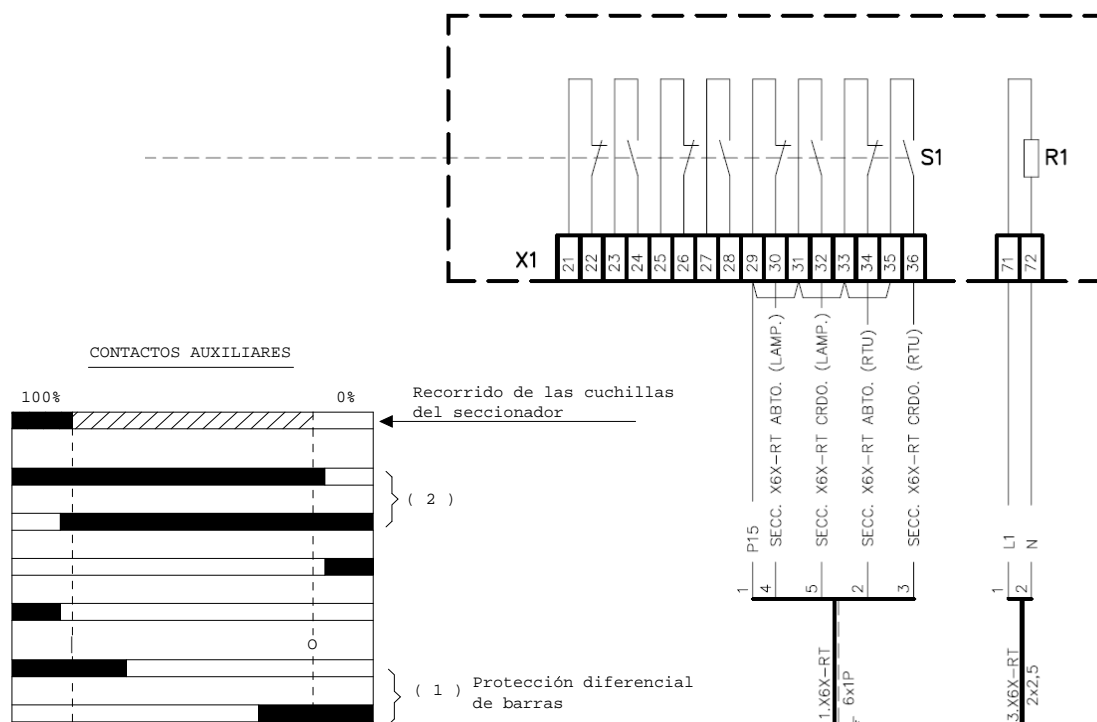 S1
R1
X1
21 22 23 24 25 26 27 28 29 30 31 32 33 34 35 36
71 72
CONTACTOS AUXILIARES
100% 0%
Recorrido de las cuchillas
del seccionador
( 2 )
O
( 1 ) Protección diferencial
de barras
P15
SECC. X6X-RT ABTO. (LAMP.)
SECC. X6X-RT CRDO. (LAMP.)
SECC. X6X-RT ABTO. (RTU)
SECC. X6X-RT CRDO. (RTU)
L1
N
1 4 5 2 3
1 2
1.X6X-RT
6x1P
3.X6X-RT
2x2,5